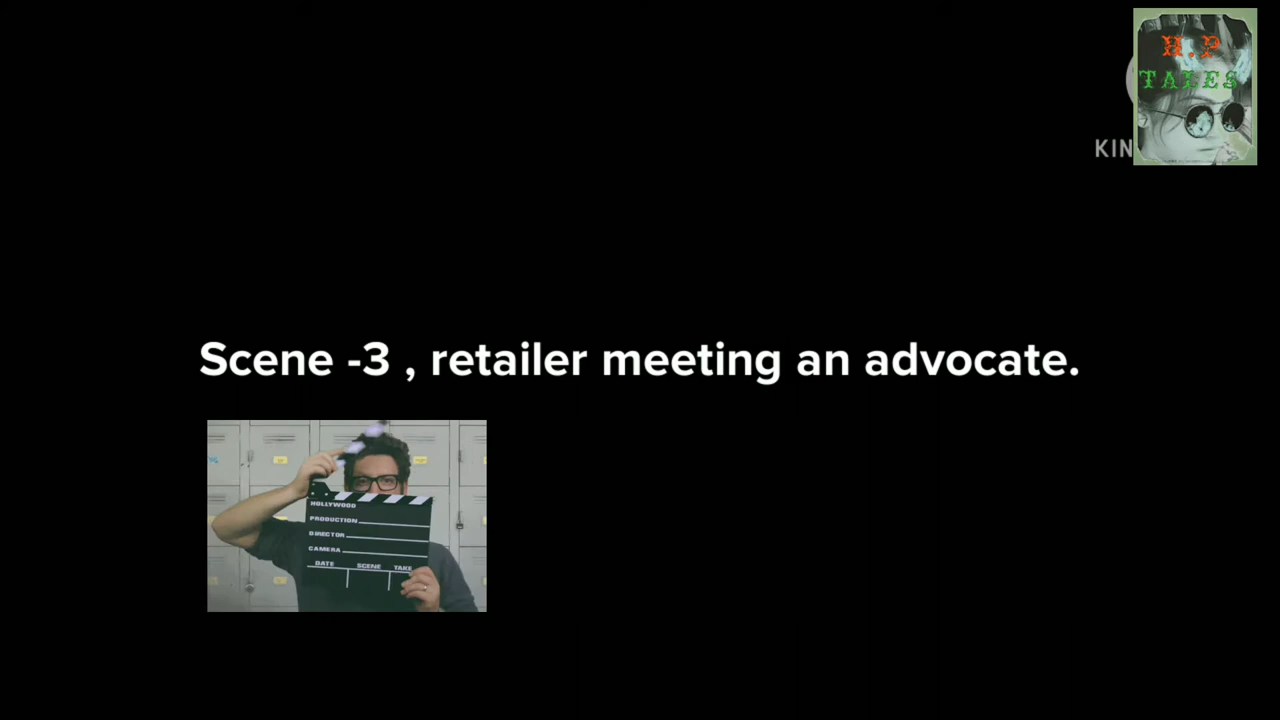 H.P
TALES
KIN
Scene -3 , retailer meeting an advocate.
HOLLYWOOD
PRODUCTION
DIRECTOR
CAMERA
DATE SCENE TAKE